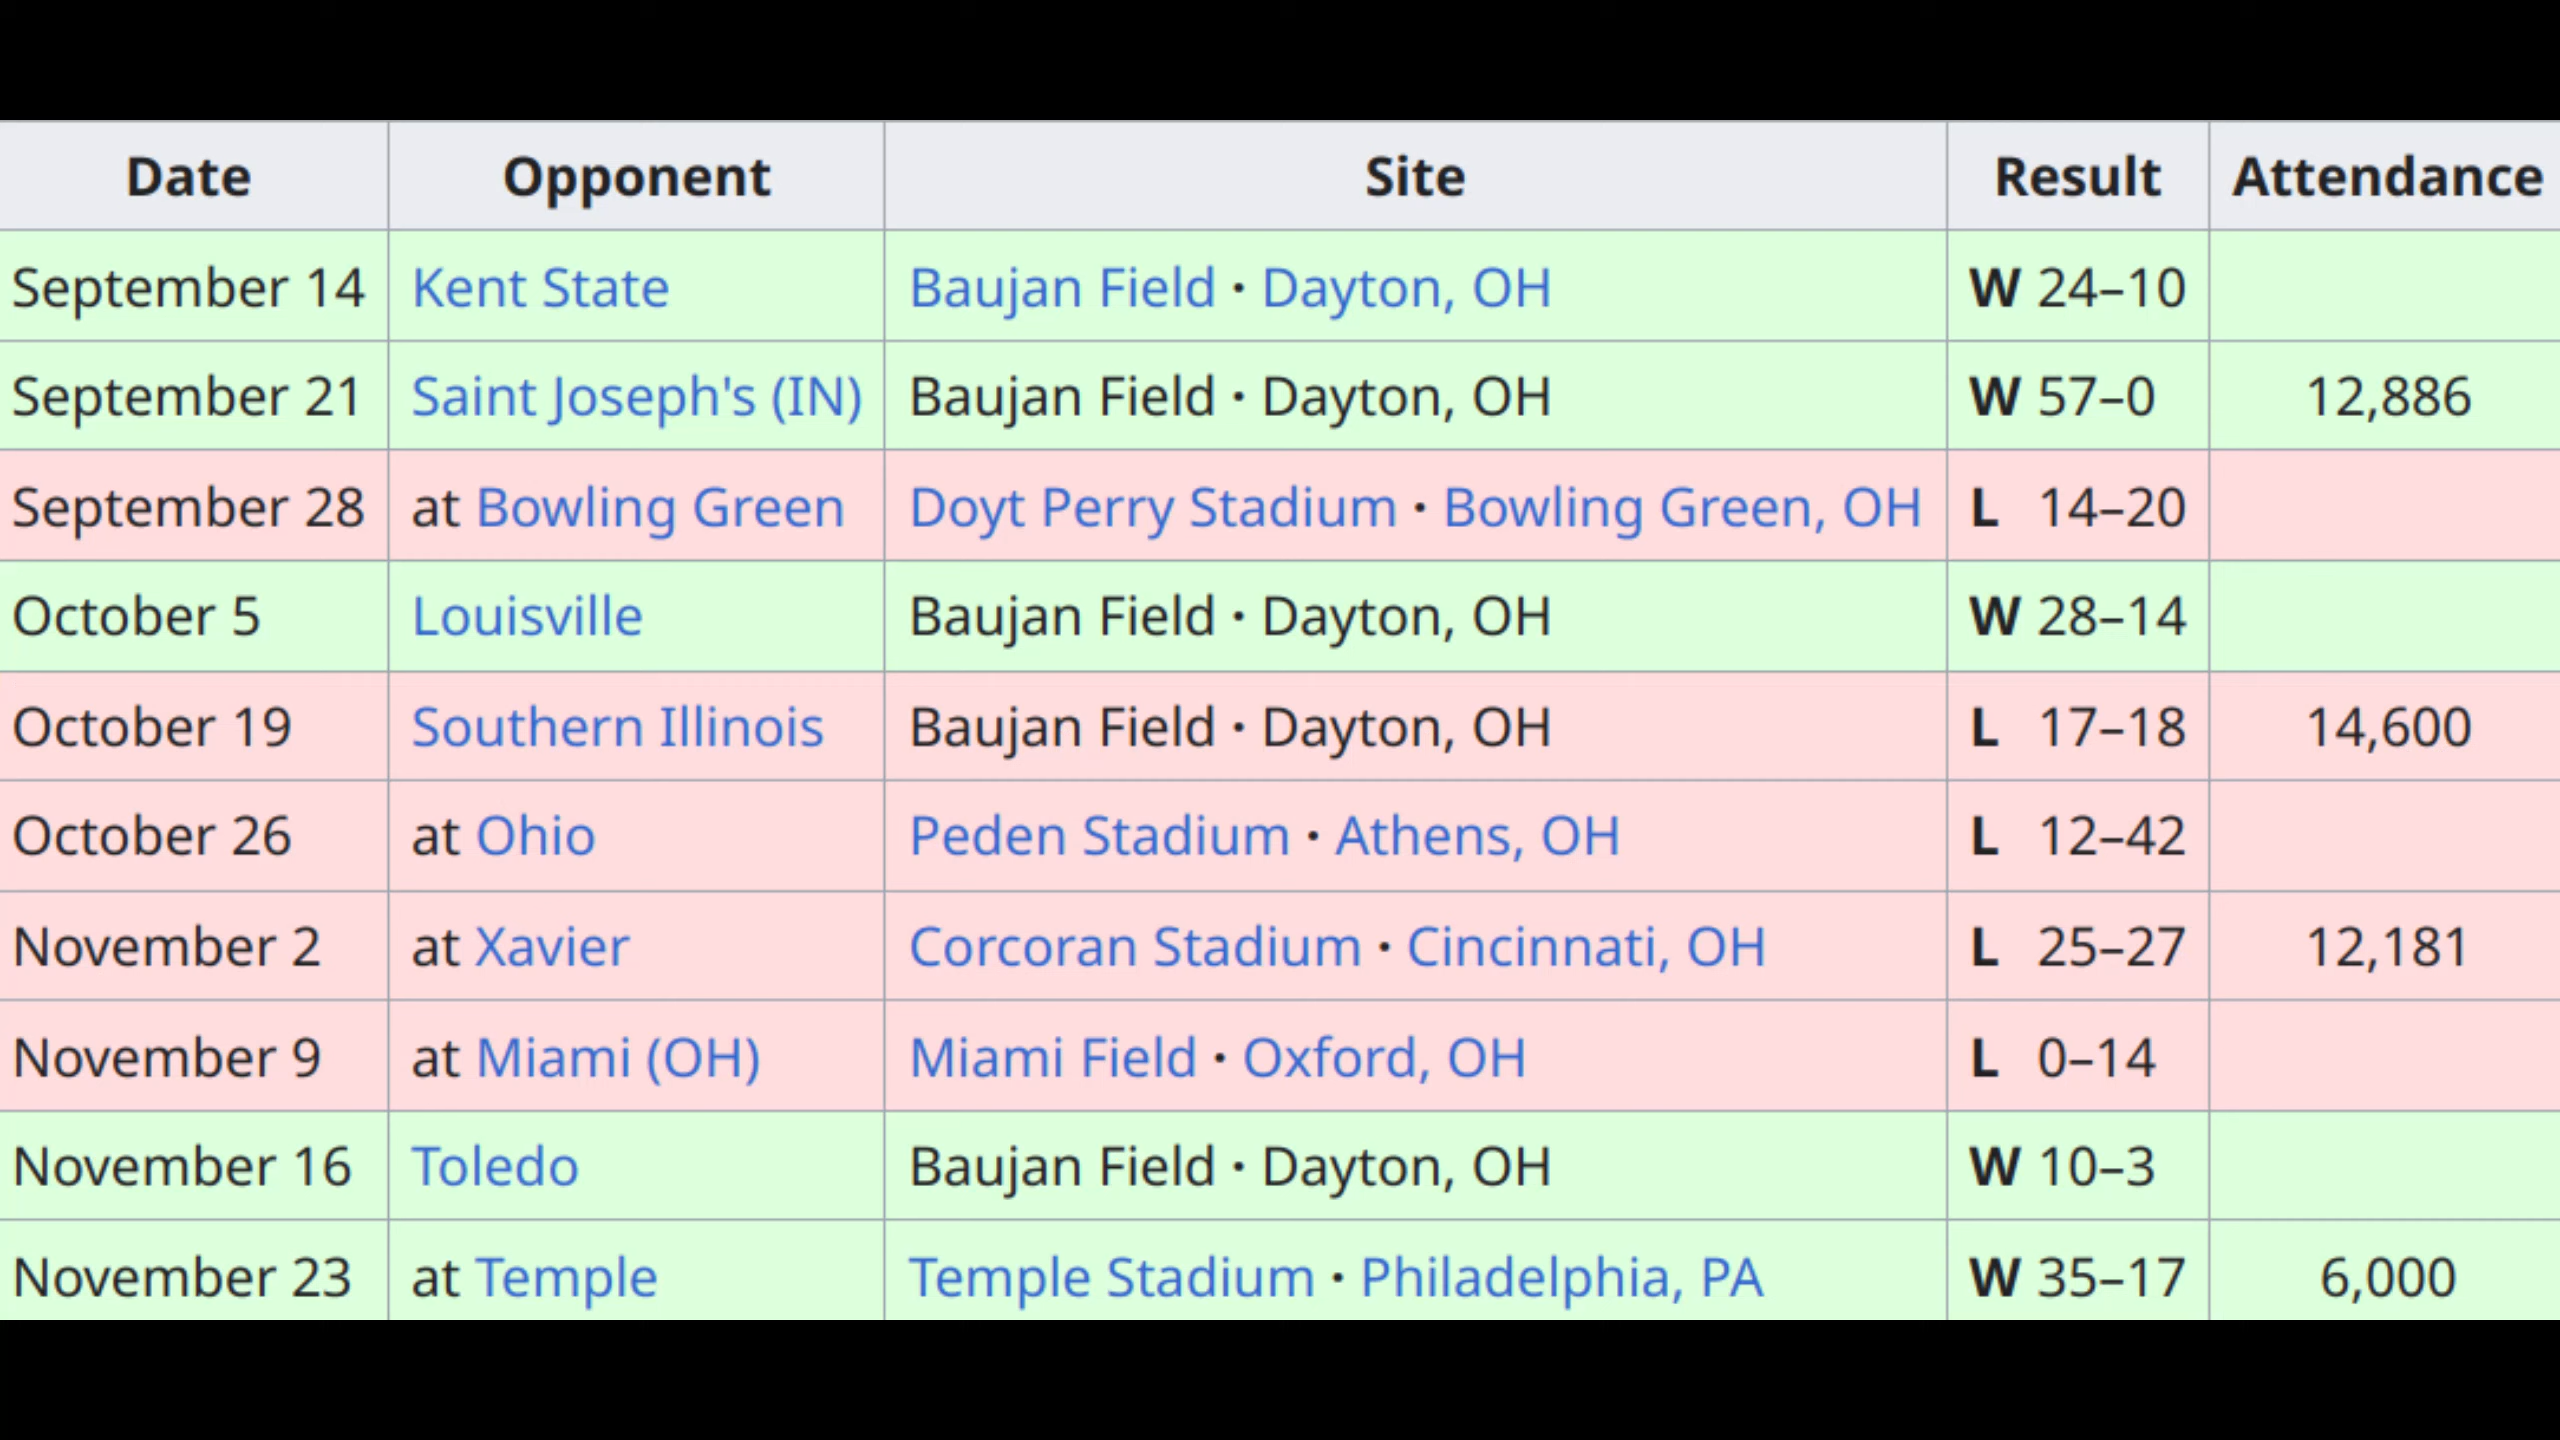 Date Opponent Site Result Attendance
September 14 Kent State Baujan Field • Dayton, OH W 24–10
September 21 Saint Joseph's (IN) Baujan Field • Dayton, OH W 57–0 12,886
September 28 at Bowling Green Doyt Perry Stadium • Bowling Green, OH L 14–20
October 5 Louisville Baujan Field • Dayton, OH W 28–14
October 19 Southern Illinois Baujan Field • Dayton, OH L 17–18 14,600
October 26 at Ohio Peden Stadium • Athens, OH L 12–42
November 2 at Xavier Corcoran Stadium • Cincinnati, OH L 25–27 12,181
November 9 at Miami (OH) Miami Field • Oxford, OH L 0–14
November 16 Toledo Baujan Field • Dayton, OH W 10–3
November 23 at Temple Temple Stadium • Philadelphia, PA W 35–17 6,000